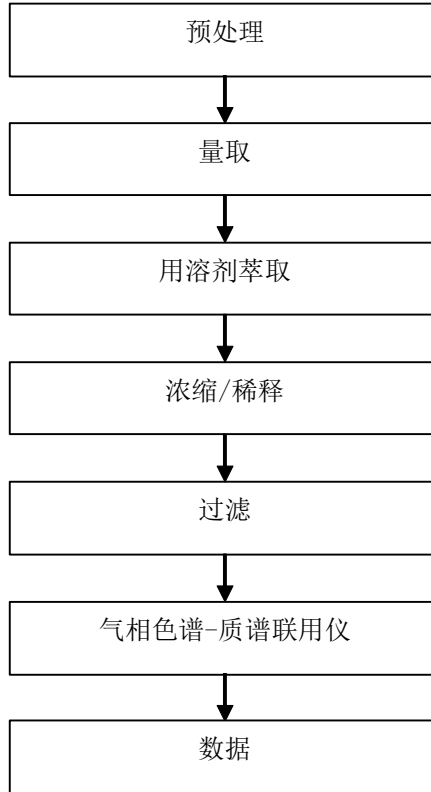 预处理
量取
用溶剂萃取
浓缩/稀释
过滤
气相色谱-质谱联用仪
数据